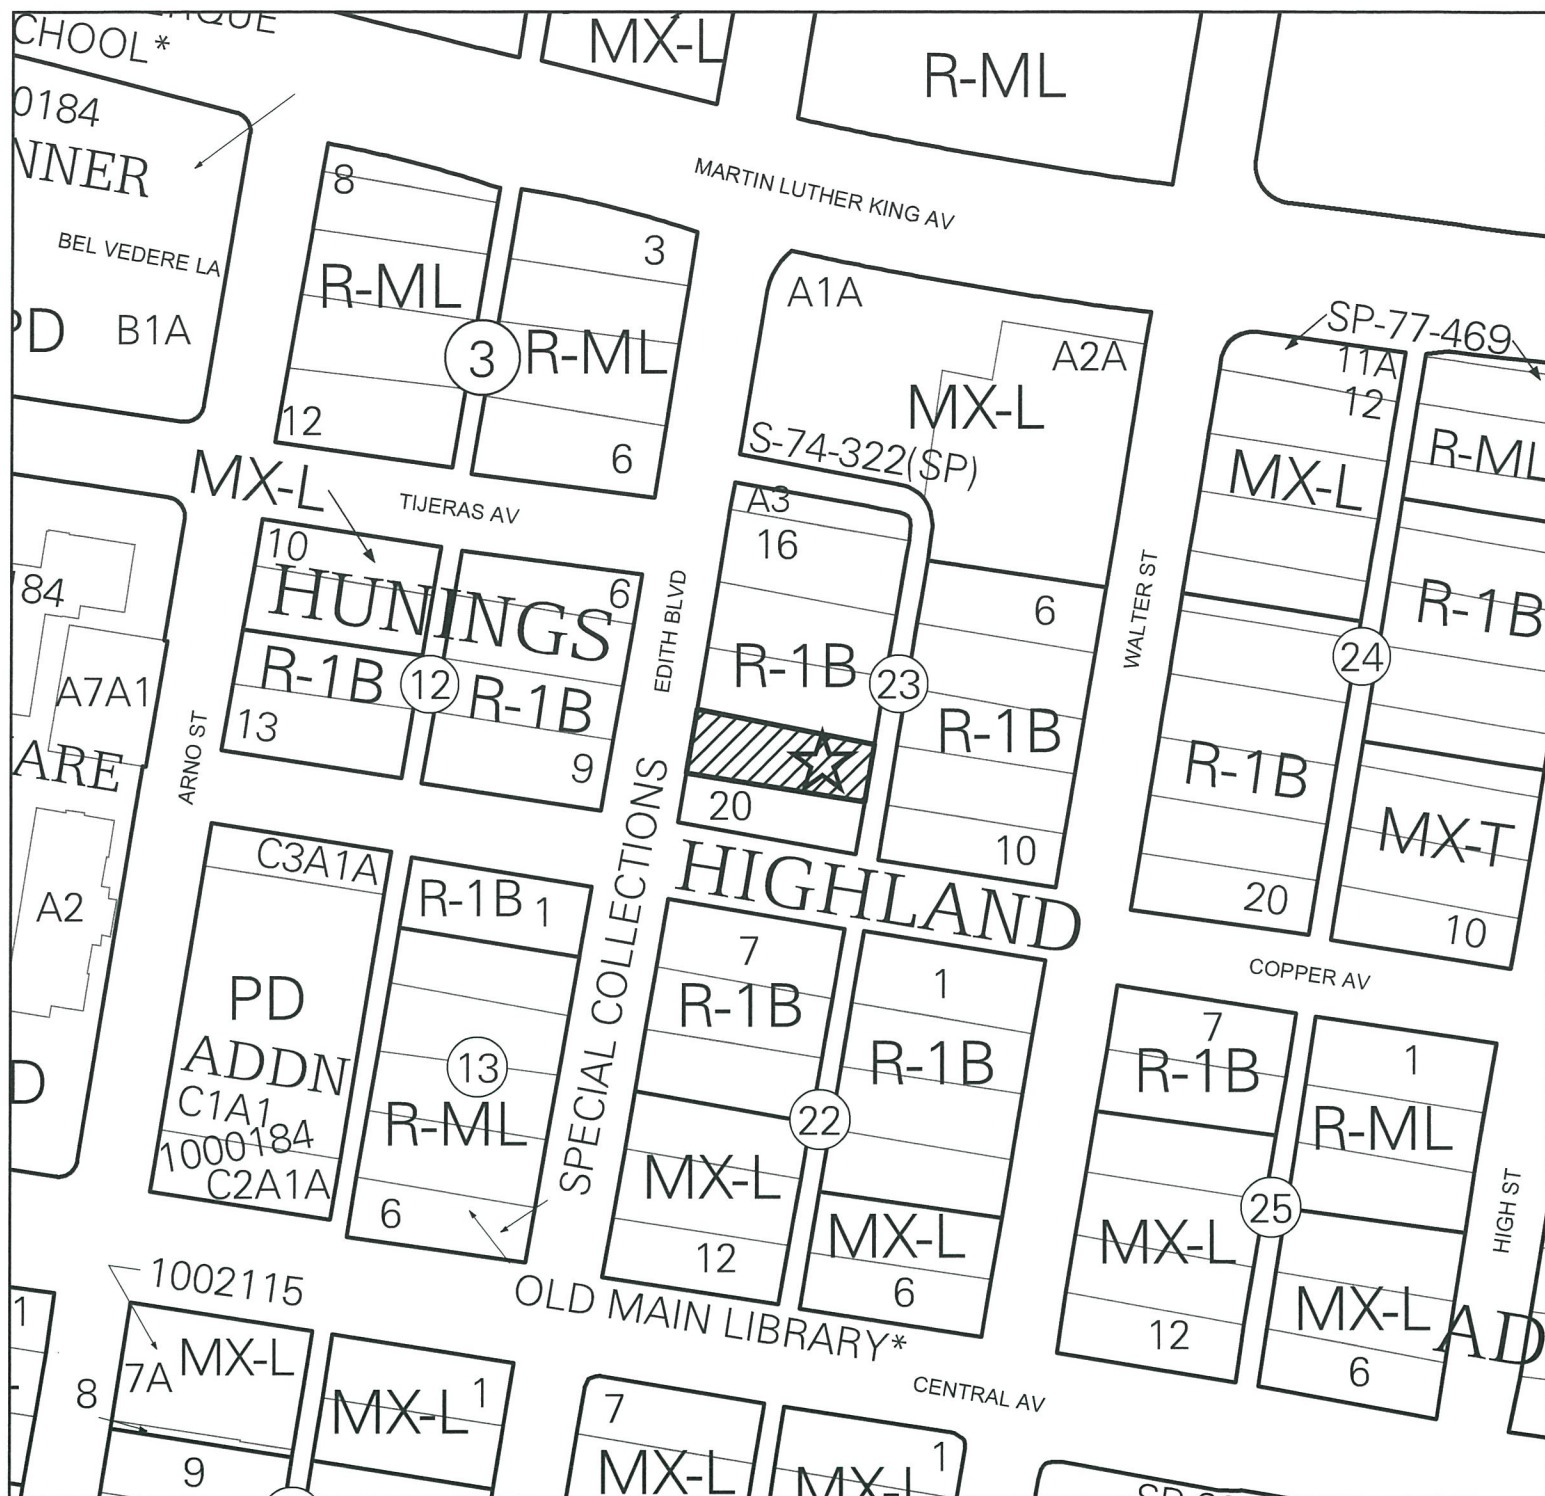 CHOOL*
MX-L
R-ML
0184
NNER
BEL VEDERE LA
PD B1A
8
R-ML
12
3
3
R-ML
6
MARTIN LUTHER KING AV
A1A
A2A
MX-L
S-74-322(SP)
SP-77-469
11A
12
MX-L
R-ML
MX-L
TIJERAS AV
10
HUNINGS
6
R-1B
12
R-1B
13
9
184
A7A1
ARE
ARNO ST
EDITH BLVD
A3
16
R-1B
23
6
R-1B
20
10
WALTER ST
24
R-1B
R-1B
MX-T
20
10
HIGHLAND
COPPER AV
A2
D
C3A1A
PD
ADDN
C1A1
1000184
C2A1A
R-1B 1
13
R-ML
6
SPECIAL COLLECTIONS
7
R-1B
1
R-1B
22
MX-L
12
MX-L
6
7
R-1B
1
R-ML
25
MX-L
12
MX-L
6
HIGH ST
AD
OLD MAIN LIBRARY*
CENTRAL AV
1002115
1
7A MX-L
8
9
MX-L 1
7
MX-L
1
MX-L